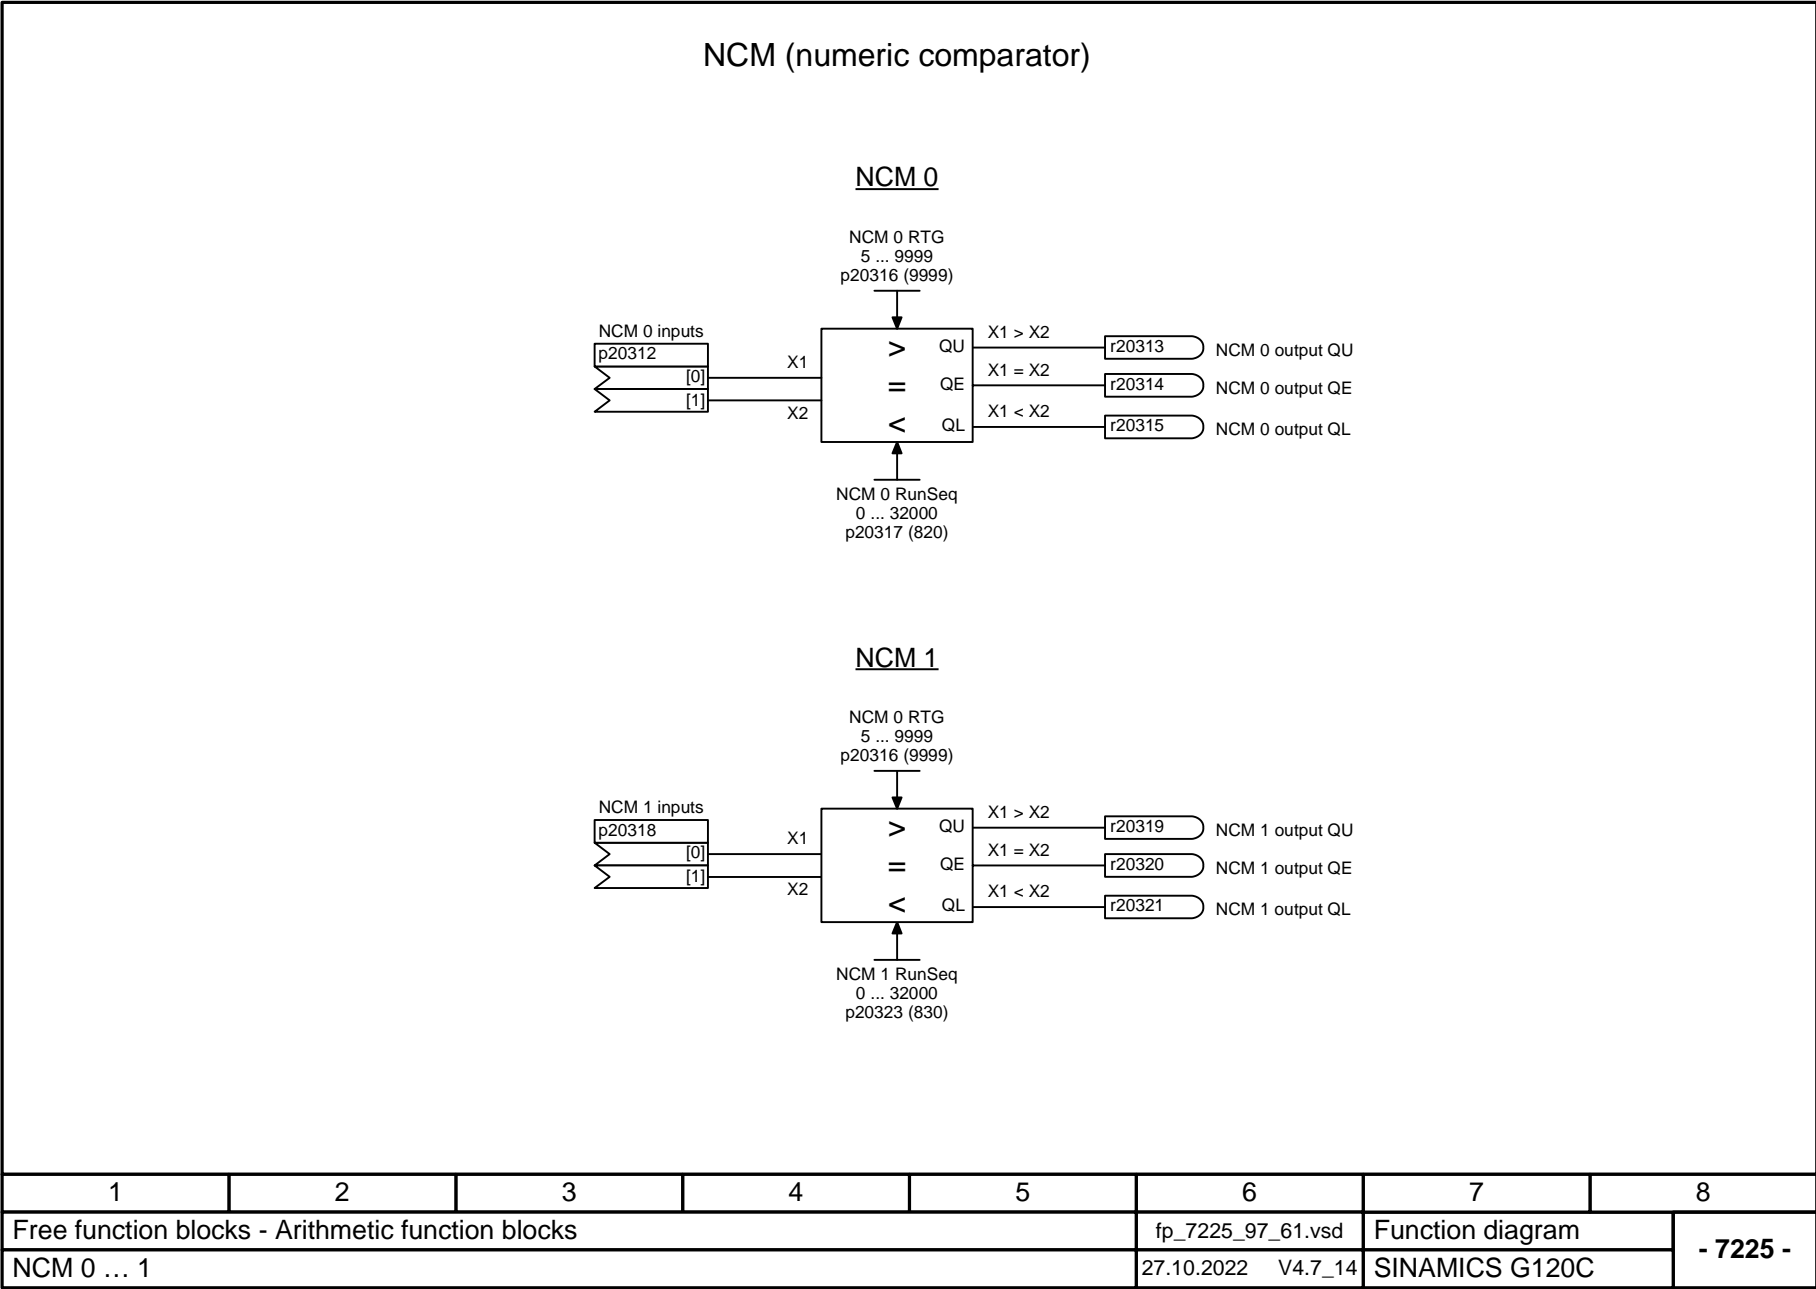 NCM (numeric comparator)
NCM 0
NCM 0 RTG
5 ... 9999
p20316 (9999)
NCM 0 inputs
p20312
[0]
[1]
X1
X2
>
=
<
QU
QE
QL
X1 > X2
X1 = X2
X1 < X2
r20313
NCM 0 output QU
r20314
NCM 0 output QE
r20315
NCM 0 output QL
NCM 0 RunSeq
0 ... 32000
p20317 (820)
NCM 1
NCM 0 RTG
5 ... 9999
p20316 (9999)
NCM 1 inputs
p20318
[0]
[1]
X1
X2
>
=
<
QU
QE
QL
X1 > X2
X1 = X2
X1 < X2
r20319
NCM 1 output QU
r20320
NCM 1 output QE
r20321
NCM 1 output QL
NCM 1 RunSeq
0 ... 32000
p20323 (830)
1 2 3 4 5 6 7 8
Free function blocks - Arithmetic function blocks
fp_7225_97_61.vsd
Function diagram
- 7225 -
NCM 0 … 1
27.10.2022 V4.7_14
SINAMICS G120C